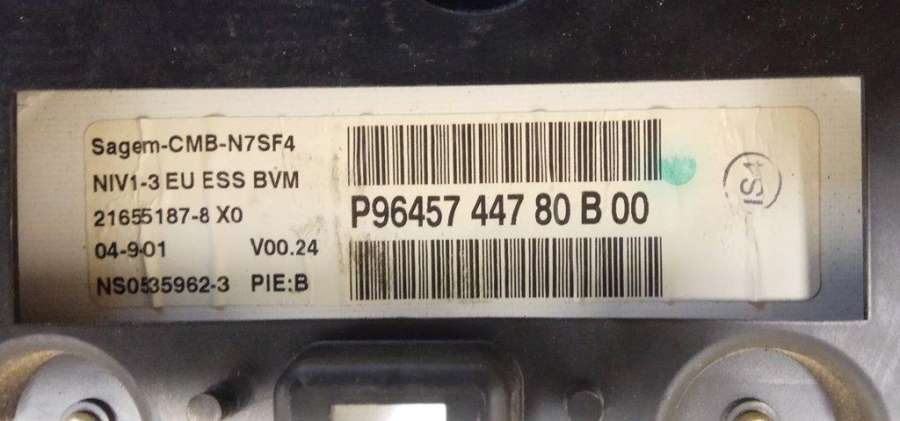 Sagem-CMB-N7SF4
NIV1-3 EU ESS BVM
21655187-8 X0
04-9-01 V00.24
NS0535962-3 PIE:B
P96457 447 80 B 00
IS4